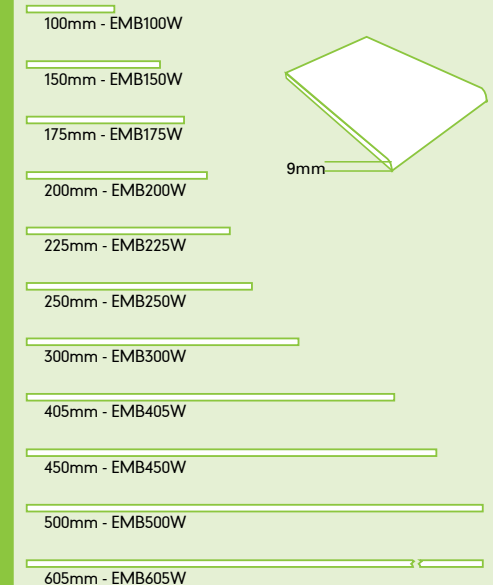 100mm - EMB100W
150mm - EMB150W
175mm - EMB175W
9mm
200mm - EMB200W
225mm - EMB225W
250mm - EMB250W
300mm - EMB300W
405mm - EMB405W
450mm - EMB450W
500mm - EMB500W
605mm - EMB605W